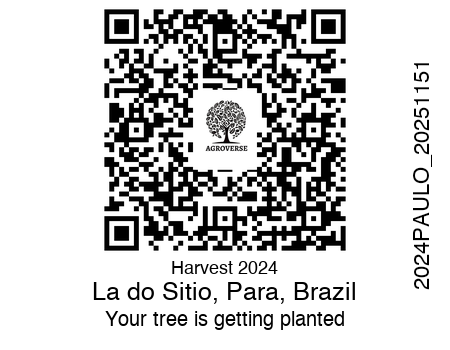 AGROVERSE
Harvest 2024
La do Sitio, Para, Brazil
Your tree is getting planted
2024PAULO_20251151